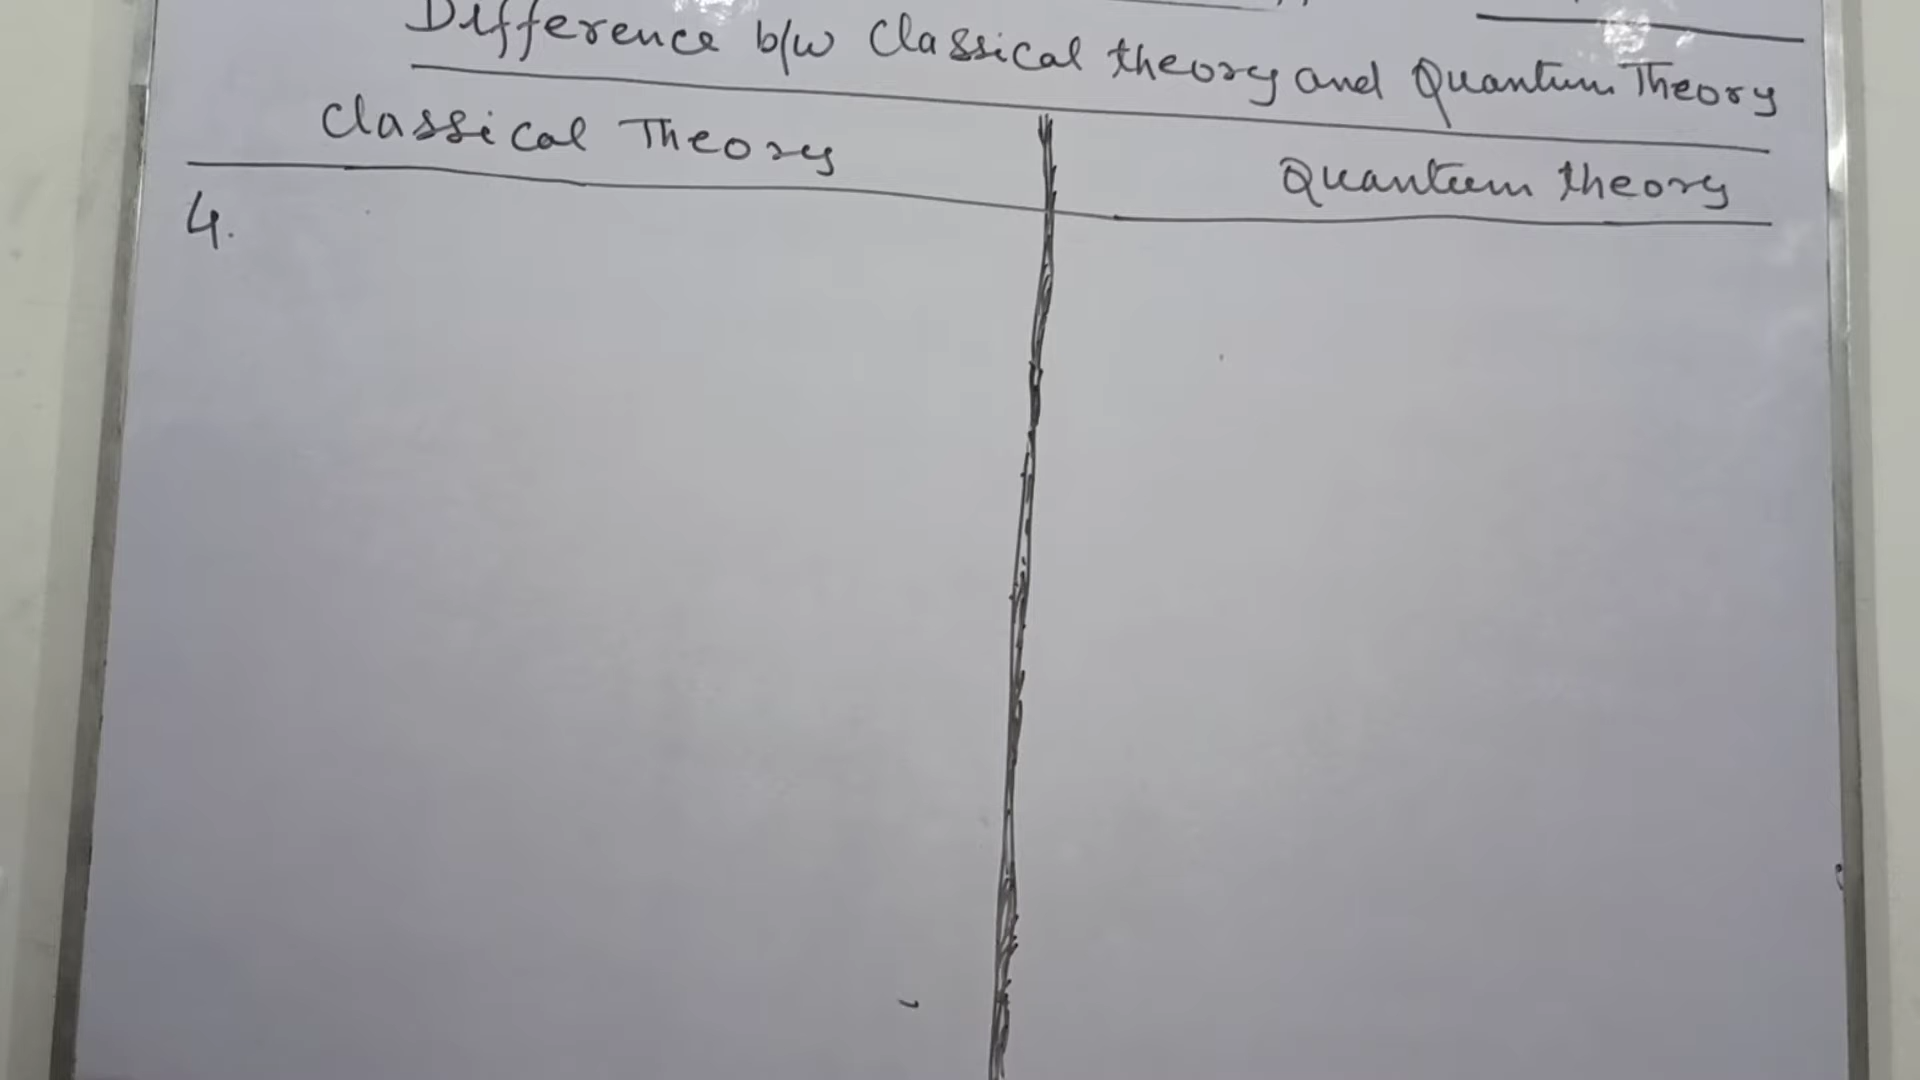 Difference b/w Classical theory and Quantum Theory
Classical Theory
Quantum theory
4.